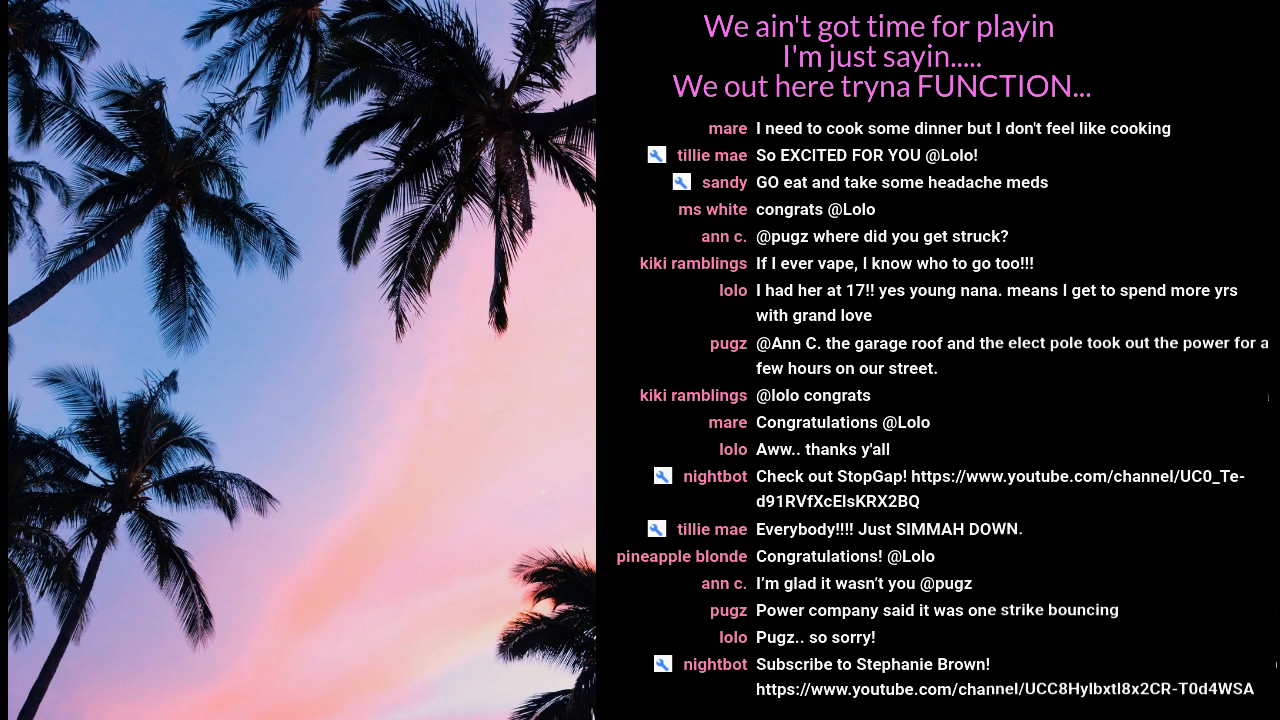 We ain't got time for playin
I'm just sayin.....
We out here tryna FUNCTION...
mare I need to cook some dinner but I don't feel like cooking
tillie mae So EXCITED FOR YOU @Lolo!
sandy GO eat and take some headache meds
ms white congrats @Lolo
ann c. @pugz where did you get struck?
kiki ramblings If I ever vape, I know who to go too!!!
lolo I had her at 17!! yes young nana. means I get to spend more yrs
with grand love
pugz @Ann C. the garage roof and the elect pole took out the power for a
few hours on our street.
kiki ramblings @lolo congrats
mare Congratulations @Lolo
lolo Aww.. thanks y'all
nightbot Check out StopGap! https://www.youtube.com/channel/UC0_Te-
d91RVfXcEIsKRX2BQ
tillie mae Everybody!!!! Just SIMMAH DOWN.
pineapple blonde Congratulations! @Lolo
ann c. I’m glad it wasn’t you @pugz
pugz Power company said it was one strike bouncing
lolo Pugz.. so sorry!
nightbot Subscribe to Stephanie Brown!
https://www.youtube.com/channel/UCC8HyIbxtI8x2CR-T0d4WSA